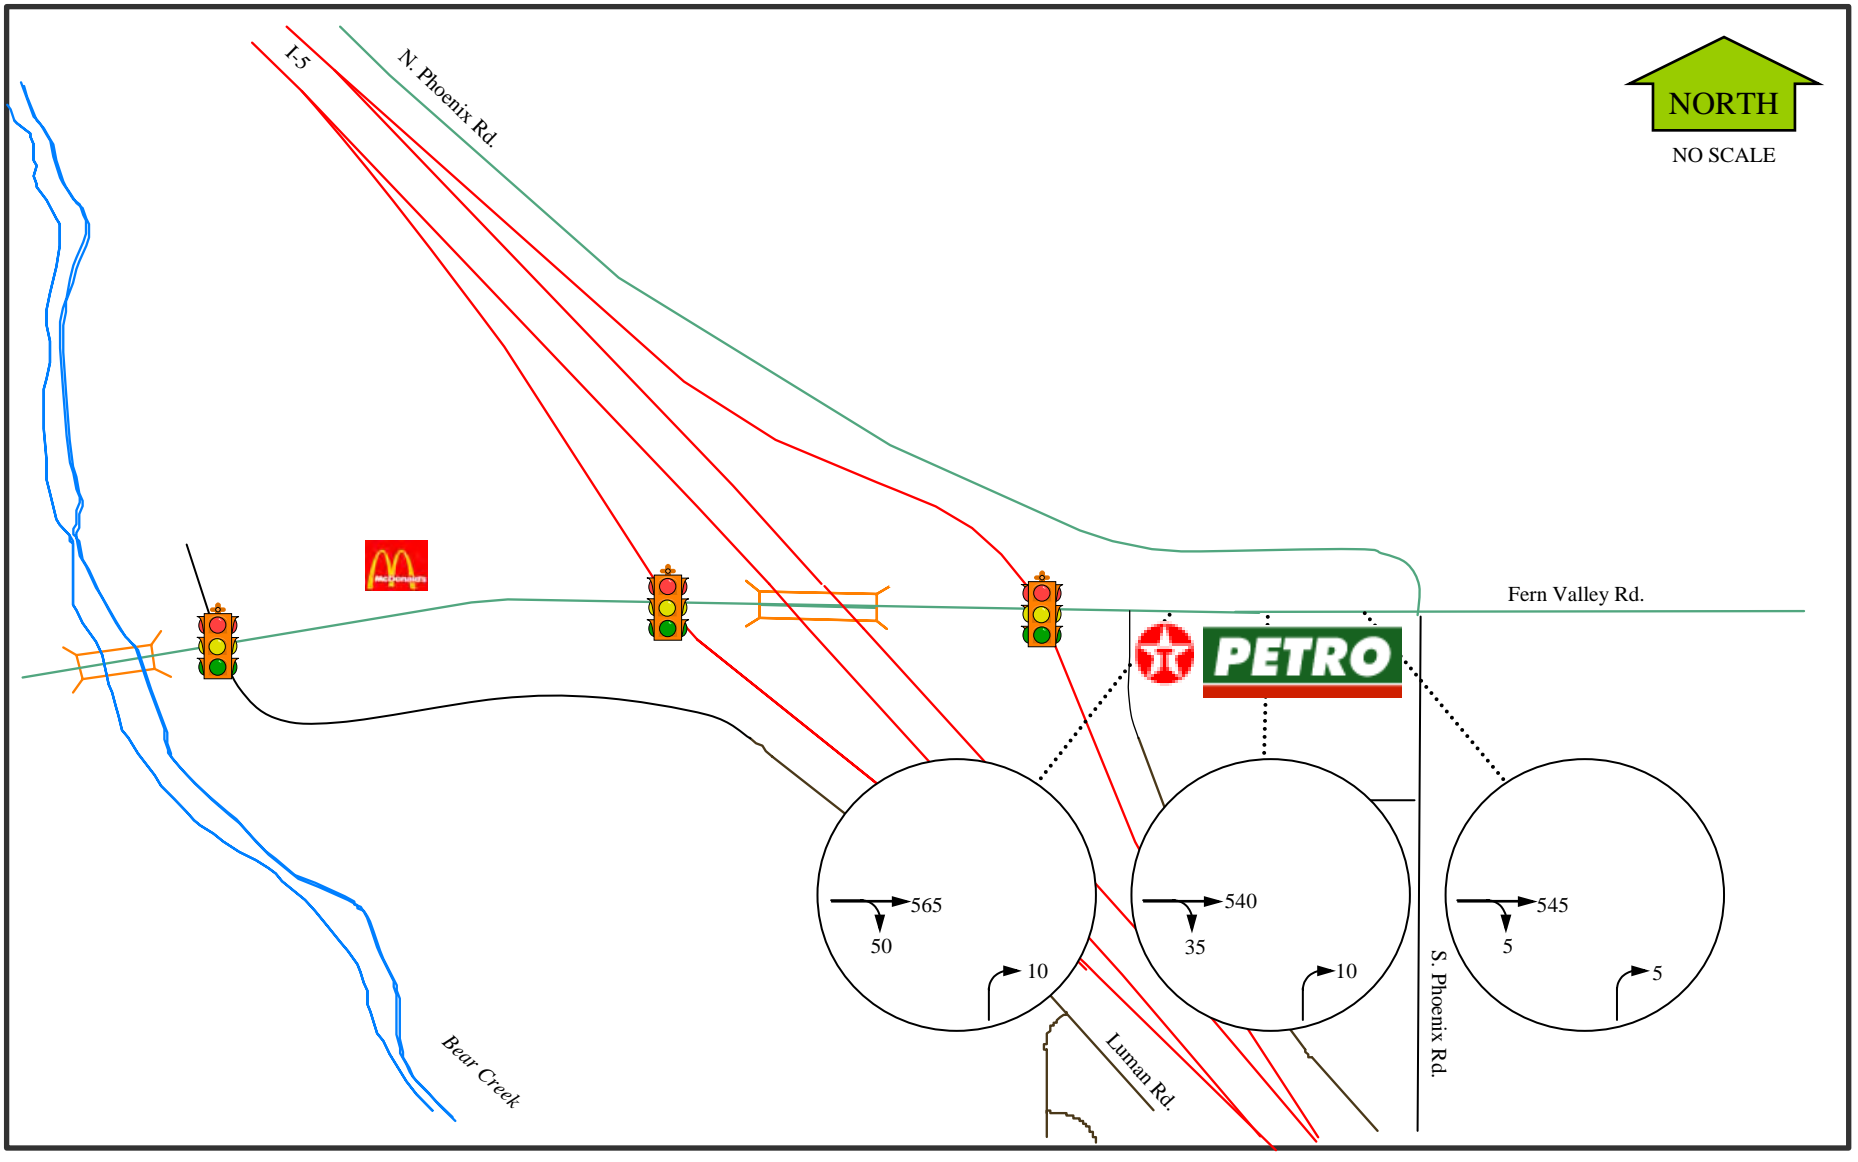 I-5
N. Phoenix Rd.
NORTH
NO SCALE
McDonald's
Fern Valley Rd.
PETRO
565
50
10
540
35
10
545
5
5
S. Phoenix Rd.
Luman Rd.
Bear Creek